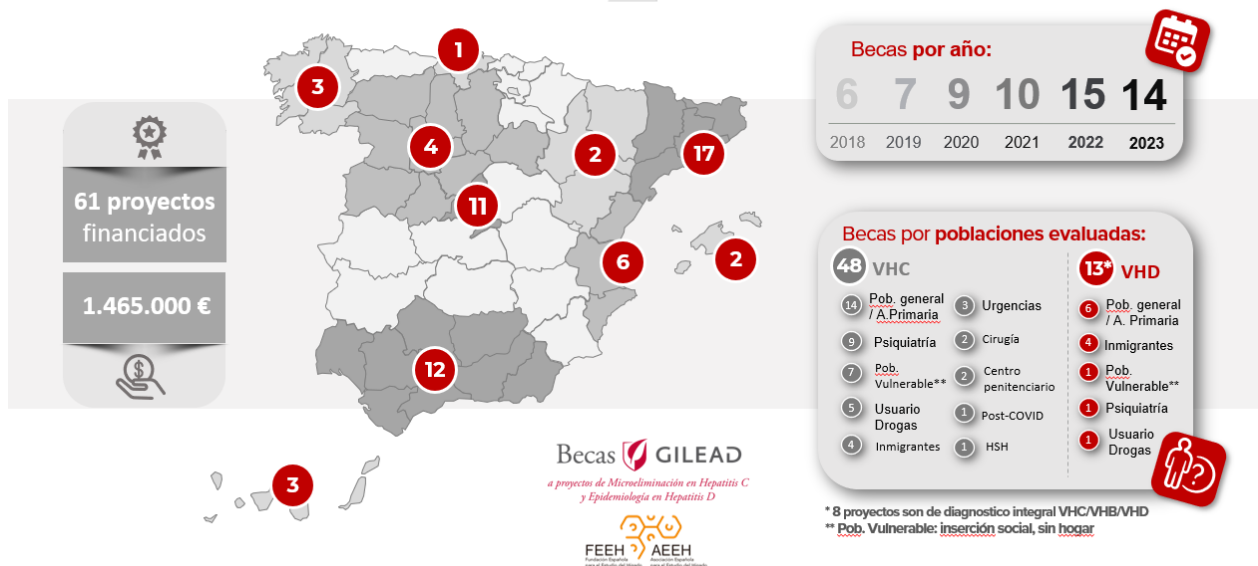 61 proyectos
financiados
1.465.000 €
$
1
3
4
2
17
11
6
2
12
3
Becas por año:
6 7 9 10 15 14
2018 2019 2020 2021 2022 2023
Becas por poblaciones evaluadas:
48 VHC
14 Pob. general
/ A.Primaria
9 Psiquiatría
7 Pob.
Vulnerable**
5 Usuario
Drogas
4 Inmigrantes
3 Urgencias
2 Cirugía
2 Centro
penitenciario
1 Post-COVID
1 HSH
13* VHD
6 Pob. general
/ A. Primaria
4 Inmigrantes
1 Pob.
Vulnerable**
1 Psiquiatría
1 Usuario
Drogas
?
* 8 proyectos son de diagnostico integral VHC/VHB/VHD
** Pob. Vulnerable: inserción social, sin hogar
Becas GILEAD
a proyectos de Microeliminación en Hepatitis C
y Epidemiología en Hepatitis D
FEEH AEEH
Fundación Española Asociación Española